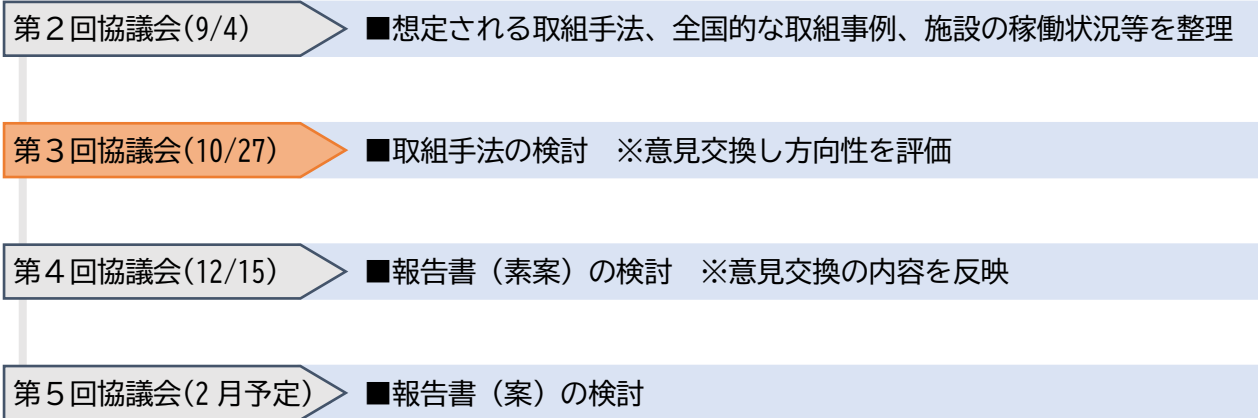 第２回協議会(9/4) ■想定される取組手法、全国的な取組事例、施設の稼働状況等を整理
第３回協議会(10/27) ■取組手法の検討　※意見交換し方向性を評価
第４回協議会(12/15) ■報告書（素案）の検討　※意見交換の内容を反映
第５回協議会(2月予定) ■報告書（案）の検討